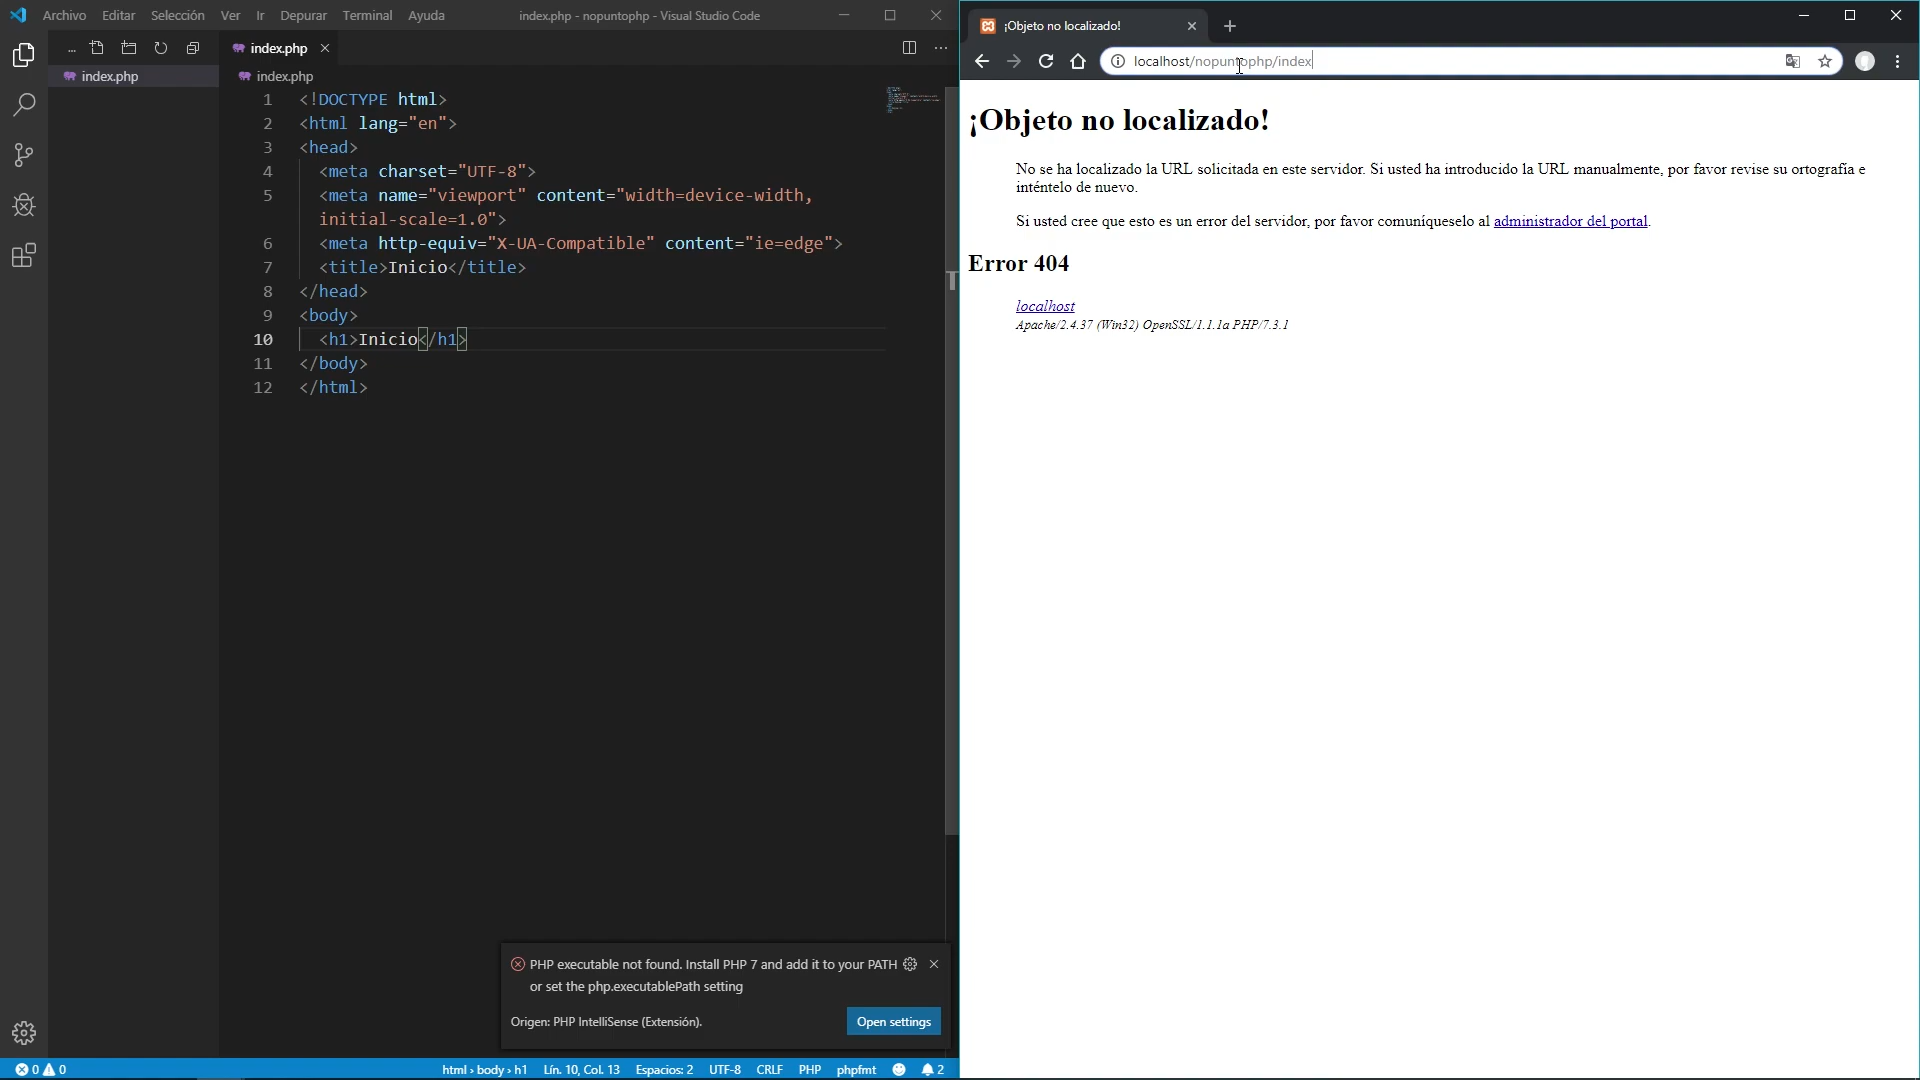 Archivo Editar Selección Ver Ir Depurar Terminal Ayuda
index.php - nopuntophp - Visual Studio Code
...
index.php
index.php
index.php
1 <!DOCTYPE html>
2 <html lang="en">
3 <head>
4 <meta charset="UTF-8">
5 <meta name="viewport" content="width=device-width,
initial-scale=1.0">
6 <meta http-equiv="X-UA-Compatible" content="ie=edge">
7 <title>Inicio</title>
8 </head>
9 <body>
10 <h1>Inicio</h1>
11 </body>
12 </html>
PHP executable not found. Install PHP 7 and add it to your PATH
or set the php.executablePath setting
Origen: PHP IntelliSense (Extensión).
Open settings
0 0
html › body › h1 Lín. 10, Col. 13 Espacios: 2 UTF-8 CRLF PHP phpfmt 2
¡Objeto no localizado!
localhost/nopuntophp/index
¡Objeto no localizado!
No se ha localizado la URL solicitada en este servidor. Si usted ha introducido la URL manualmente, por favor revise su ortografía e
inténtelo de nuevo.
Si usted cree que esto es un error del servidor, por favor comuníqueselo al administrador del portal.
Error 404
localhost
Apache/2.4.37 (Win32) OpenSSL/1.1.1a PHP/7.3.1